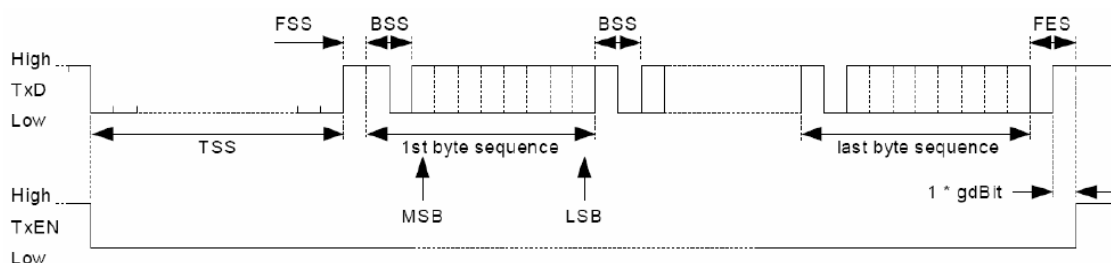 FSS BSS BSS FES
High
TxD
Low
TSS 1st byte sequence last byte sequence
High 1 * gdBit
TxEN MSB LSB
Low